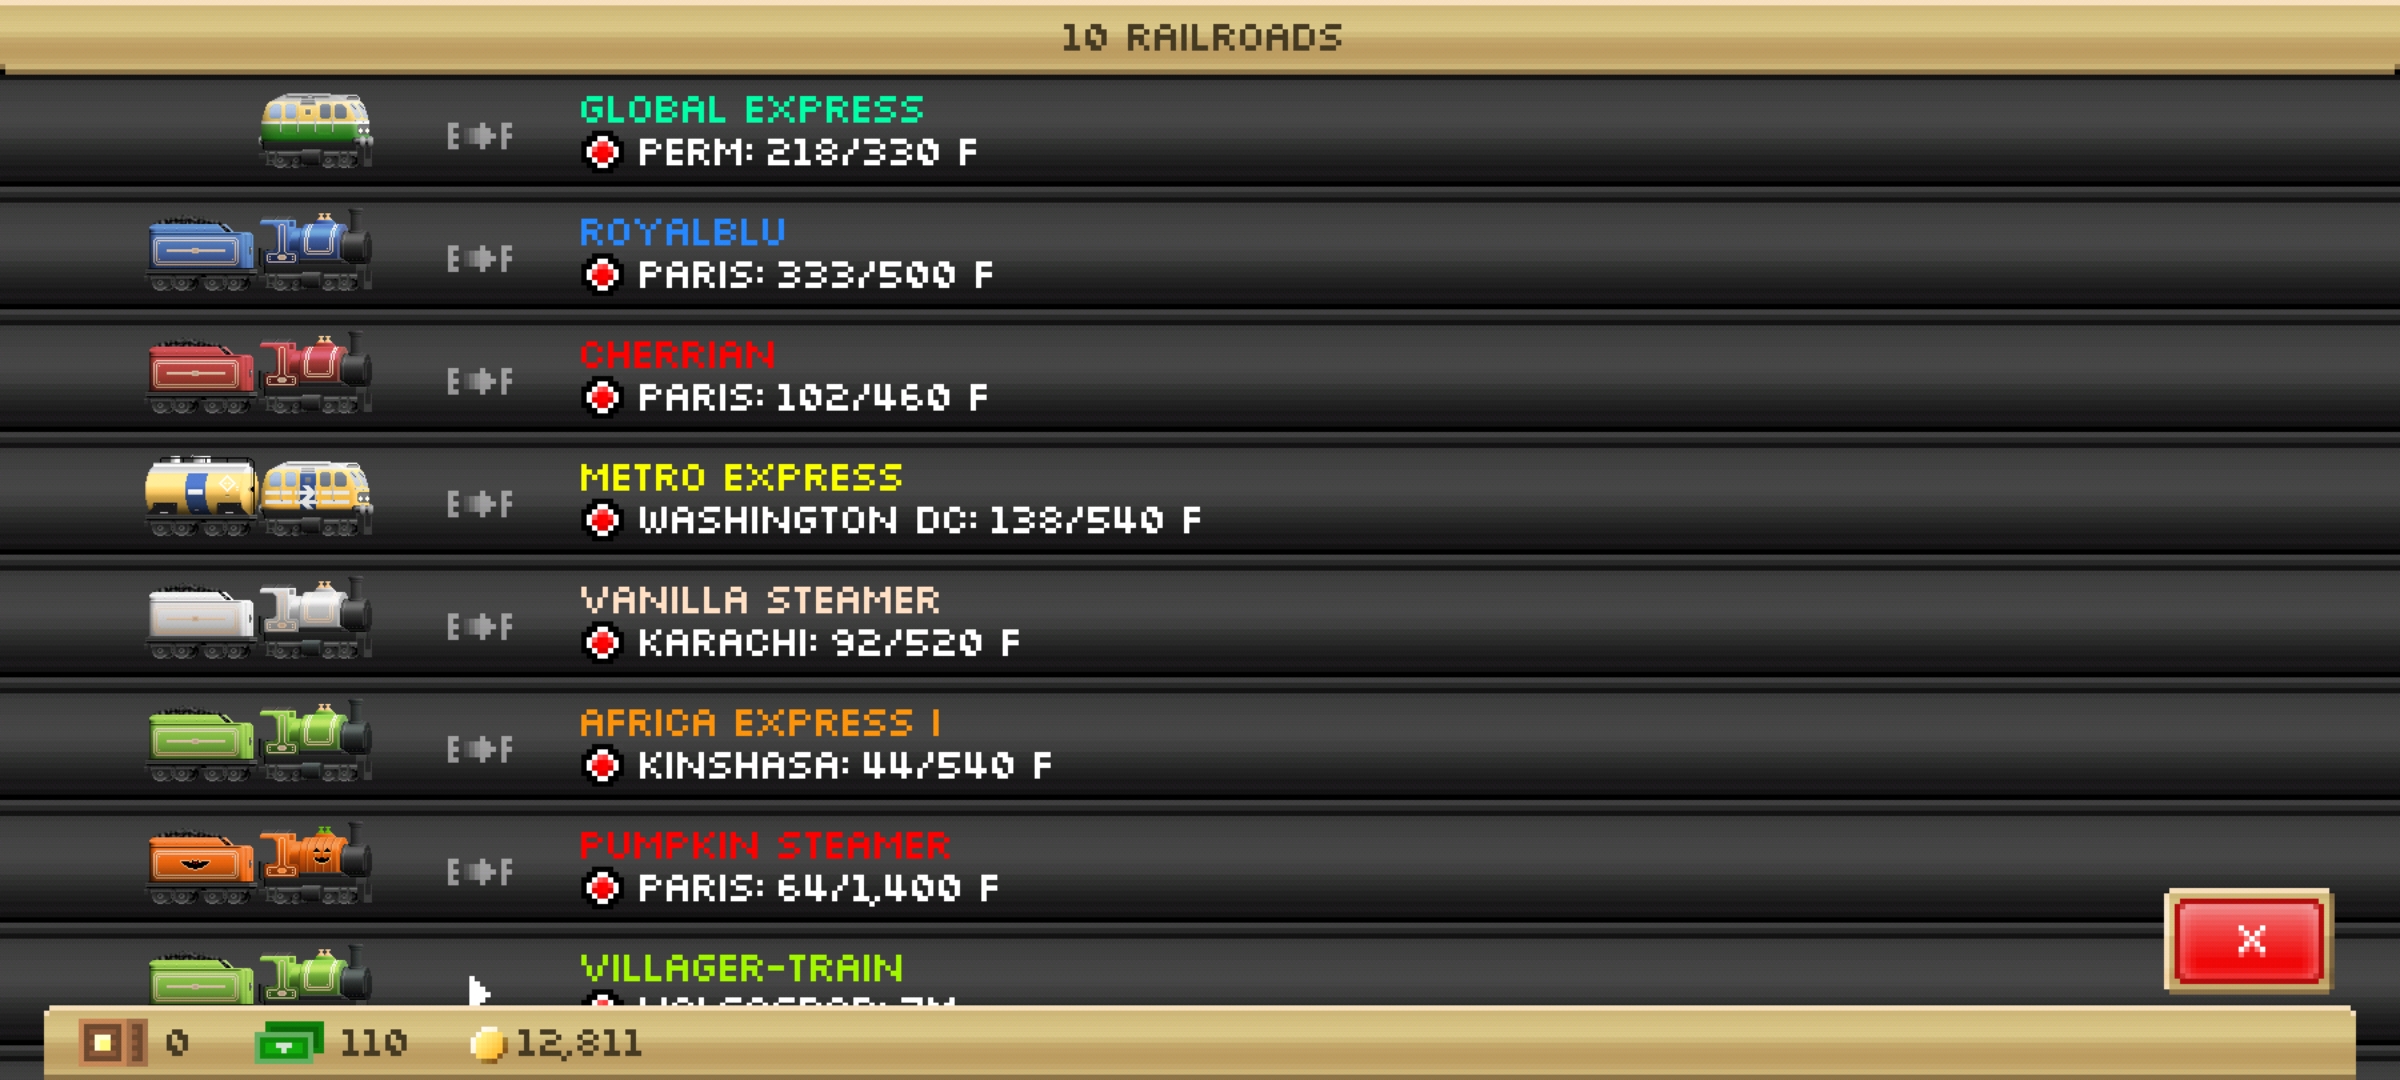 10 RAILROADS
E F
GLOBAL EXPRESS
PERM: 218/330 F
E F
ROYALBLU
PARIS: 333/500 F
E F
CHERRIAN
PARIS: 102/460 F
E F
METRO EXPRESS
WASHINGTON DC: 138/540 F
E F
VANILLA STEAMER
KARACHI: 92/520 F
E F
AFRICA EXPRESS I
KINSHASA: 44/540 F
E F
PUMPKIN STEAMER
PARIS: 64/1,400 F
VILLAGER-TRAIN
X
0 110 12,811